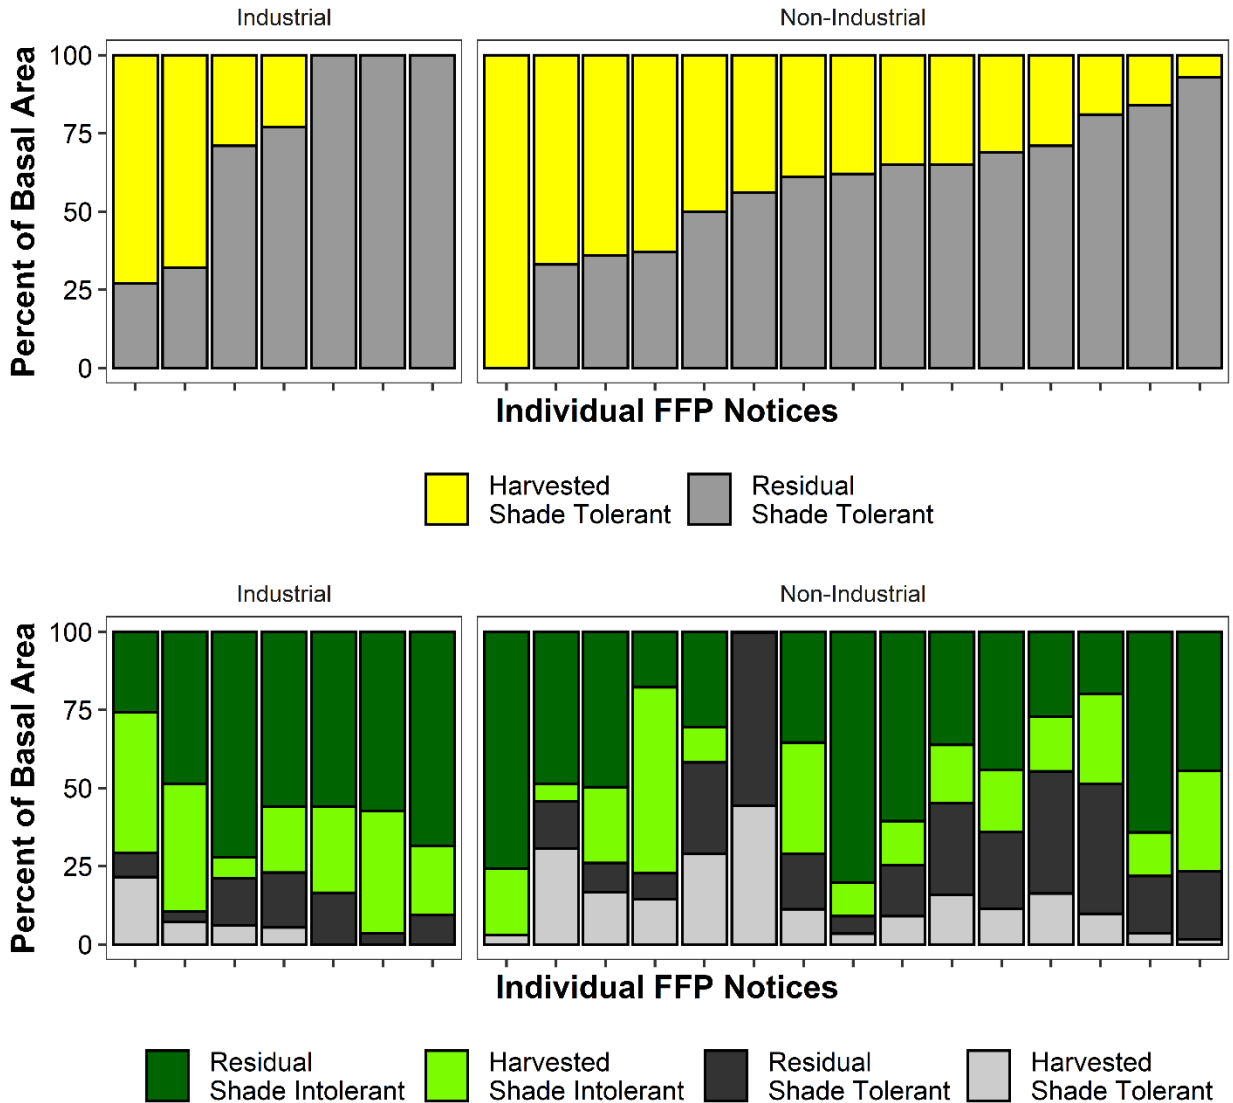 Industrial
Non-Industrial
Percent of Basal Area
100
75
50
25
0
Individual FFP Notices
Harvested
Shade Tolerant
Residual
Shade Tolerant
Industrial
Non-Industrial
Percent of Basal Area
100
75
50
25
0
Individual FFP Notices
Residual
Shade Intolerant
Harvested
Shade Intolerant
Residual
Shade Tolerant
Harvested
Shade Tolerant